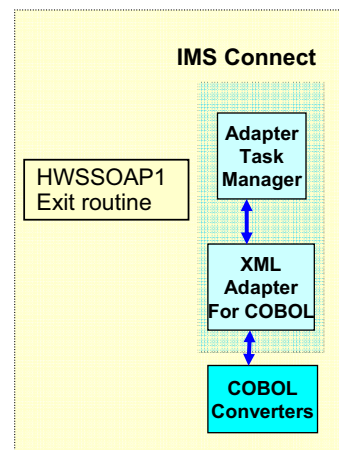 IMS Connect
Adapter
Task
Manager
HWSSOAP1
Exit routine
XML
Adapter
For COBOL
COBOL
Converters